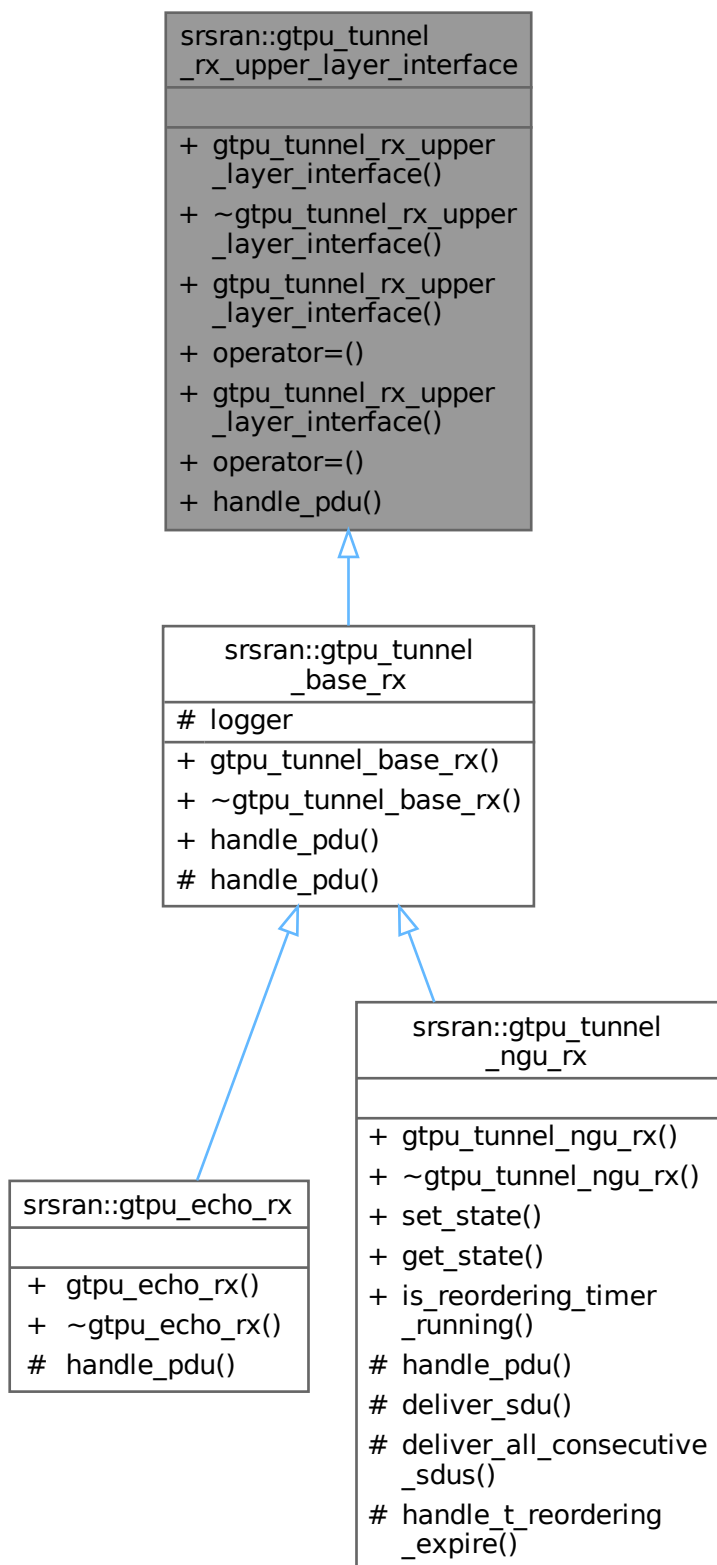 srsran::gtpu_tunnel
_rx_upper_layer_interface
+ gtpu_tunnel_rx_upper
_layer_interface()
+ ~gtpu_tunnel_rx_upper
_layer_interface()
+ gtpu_tunnel_rx_upper
_layer_interface()
+ operator=()
+ gtpu_tunnel_rx_upper
_layer_interface()
+ operator=()
+ handle_pdu()
srsran::gtpu_tunnel
_base_rx
# logger
+ gtpu_tunnel_base_rx()
+ ~gtpu_tunnel_base_rx()
+ handle_pdu()
# handle_pdu()
srsran::gtpu_echo_rx
+ gtpu_echo_rx()
+ ~gtpu_echo_rx()
# handle_pdu()
srsran::gtpu_tunnel
_ngu_rx
+ gtpu_tunnel_ngu_rx()
+ ~gtpu_tunnel_ngu_rx()
+ set_state()
+ get_state()
+ is_reordering_timer
_running()
# handle_pdu()
# deliver_sdu()
# deliver_all_consecutive
_sdus()
# handle_t_reordering
_expire()